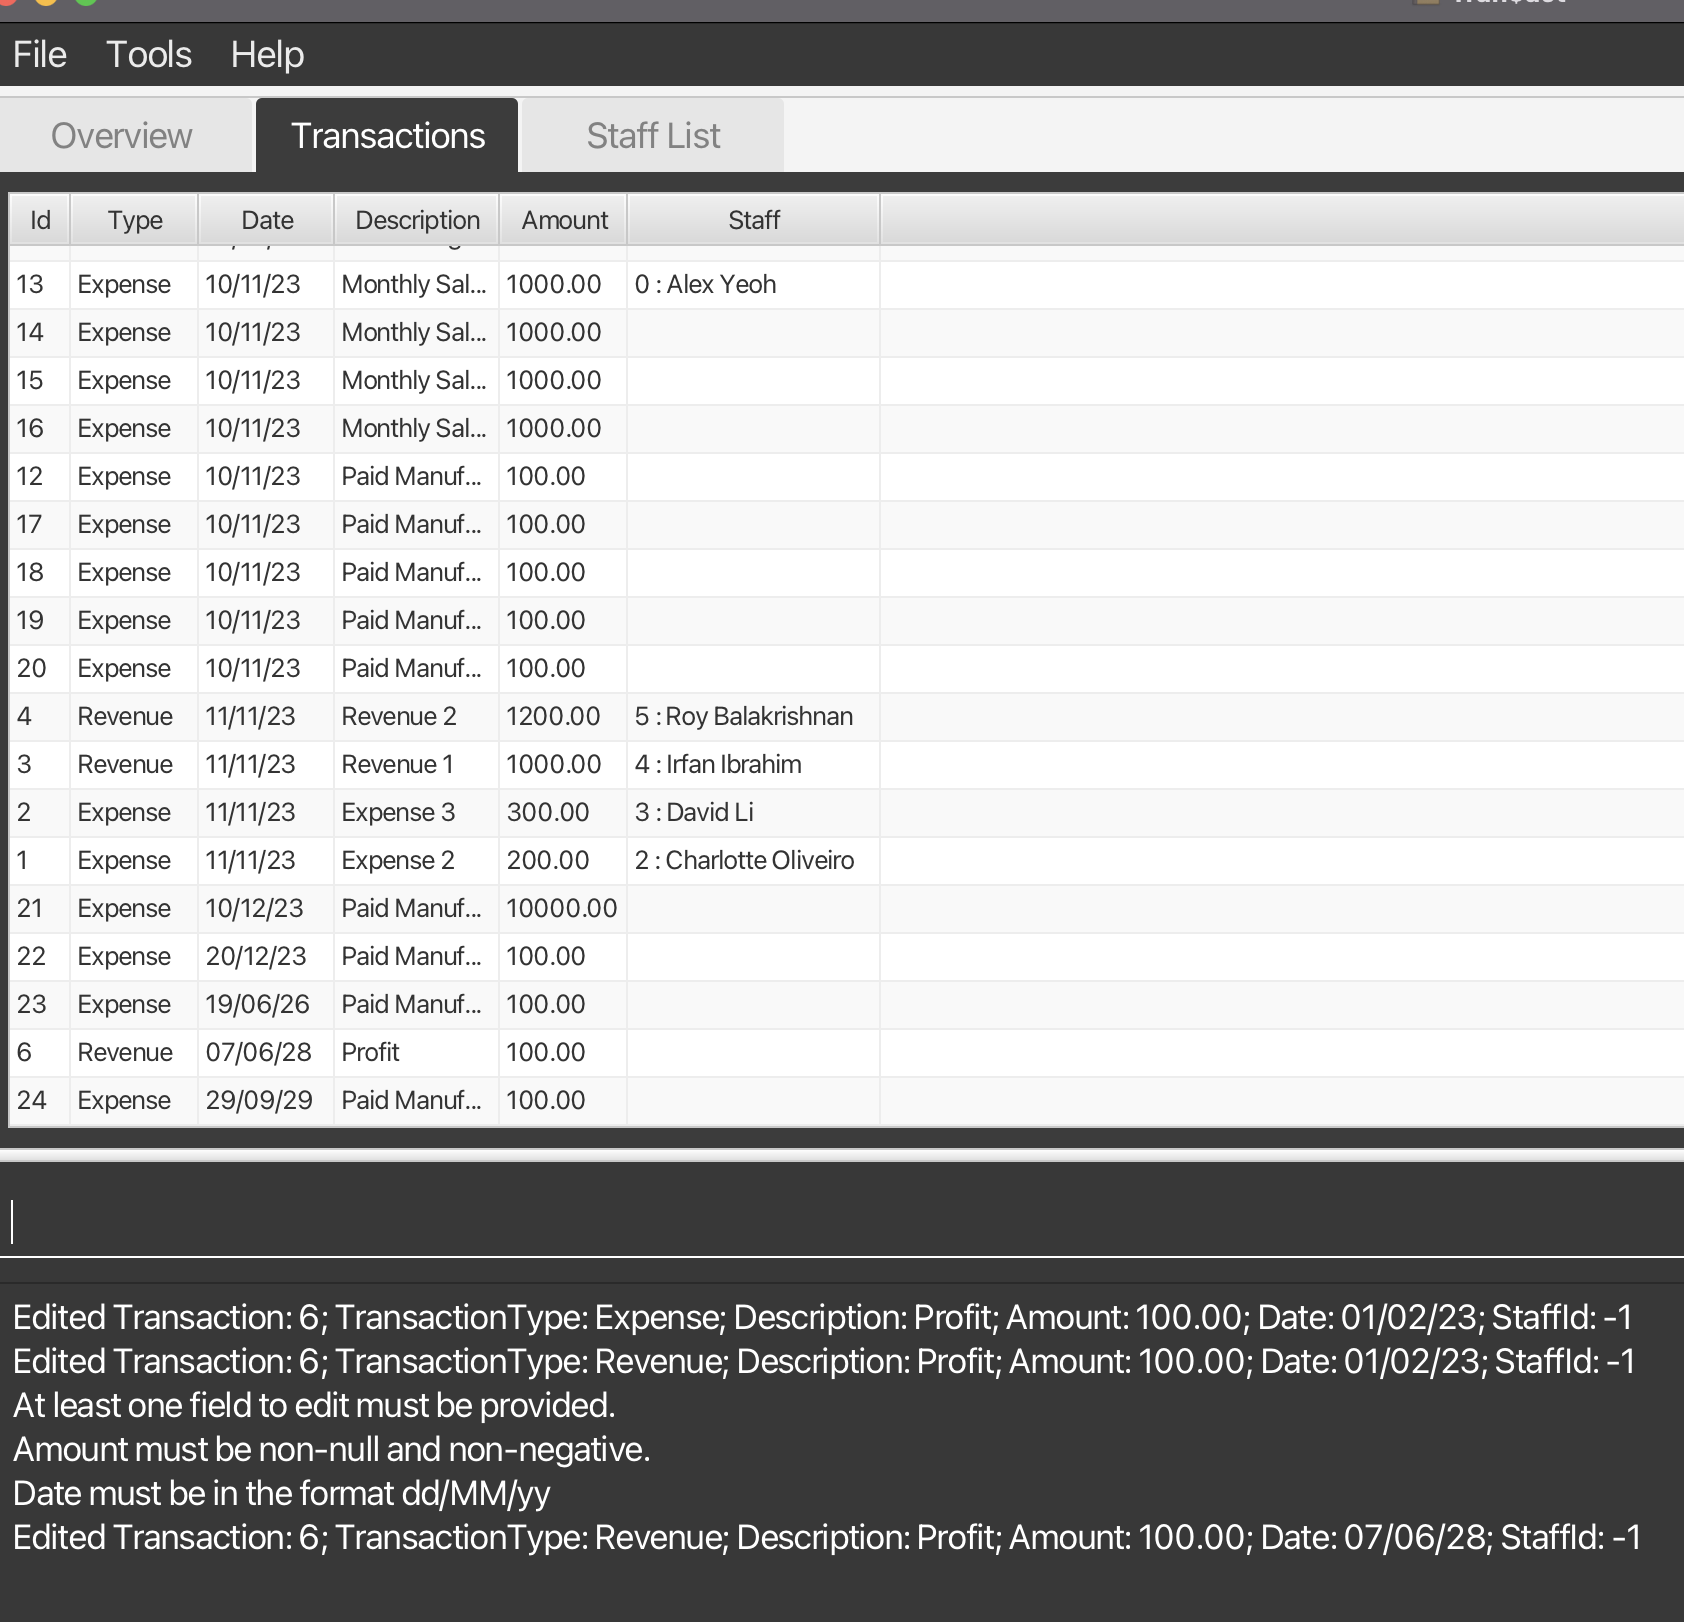 File Tools Help
Overview Transactions Staff List
Id Type Date Description Amount Staff
13 Expense 10/11/23 Monthly Sal... 1000.00 0 : Alex Yeoh
14 Expense 10/11/23 Monthly Sal... 1000.00
15 Expense 10/11/23 Monthly Sal... 1000.00
16 Expense 10/11/23 Monthly Sal... 1000.00
12 Expense 10/11/23 Paid Manuf... 100.00
17 Expense 10/11/23 Paid Manuf... 100.00
18 Expense 10/11/23 Paid Manuf... 100.00
19 Expense 10/11/23 Paid Manuf... 100.00
20 Expense 10/11/23 Paid Manuf... 100.00
4 Revenue 11/11/23 Revenue 2 1200.00 5 : Roy Balakrishnan
3 Revenue 11/11/23 Revenue 1 1000.00 4 : Irfan Ibrahim
2 Expense 11/11/23 Expense 3 300.00 3 : David Li
1 Expense 11/11/23 Expense 2 200.00 2 : Charlotte Oliveiro
21 Expense 10/12/23 Paid Manuf... 10000.00
22 Expense 20/12/23 Paid Manuf... 100.00
23 Expense 19/06/26 Paid Manuf... 100.00
6 Revenue 07/06/28 Profit 100.00
24 Expense 29/09/29 Paid Manuf... 100.00
Edited Transaction: 6; TransactionType: Expense; Description: Profit; Amount: 100.00; Date: 01/02/23; StaffId: -1
Edited Transaction: 6; TransactionType: Revenue; Description: Profit; Amount: 100.00; Date: 01/02/23; StaffId: -1
At least one field to edit must be provided.
Amount must be non-null and non-negative.
Date must be in the format dd/MM/yy
Edited Transaction: 6; TransactionType: Revenue; Description: Profit; Amount: 100.00; Date: 07/06/28; StaffId: -1